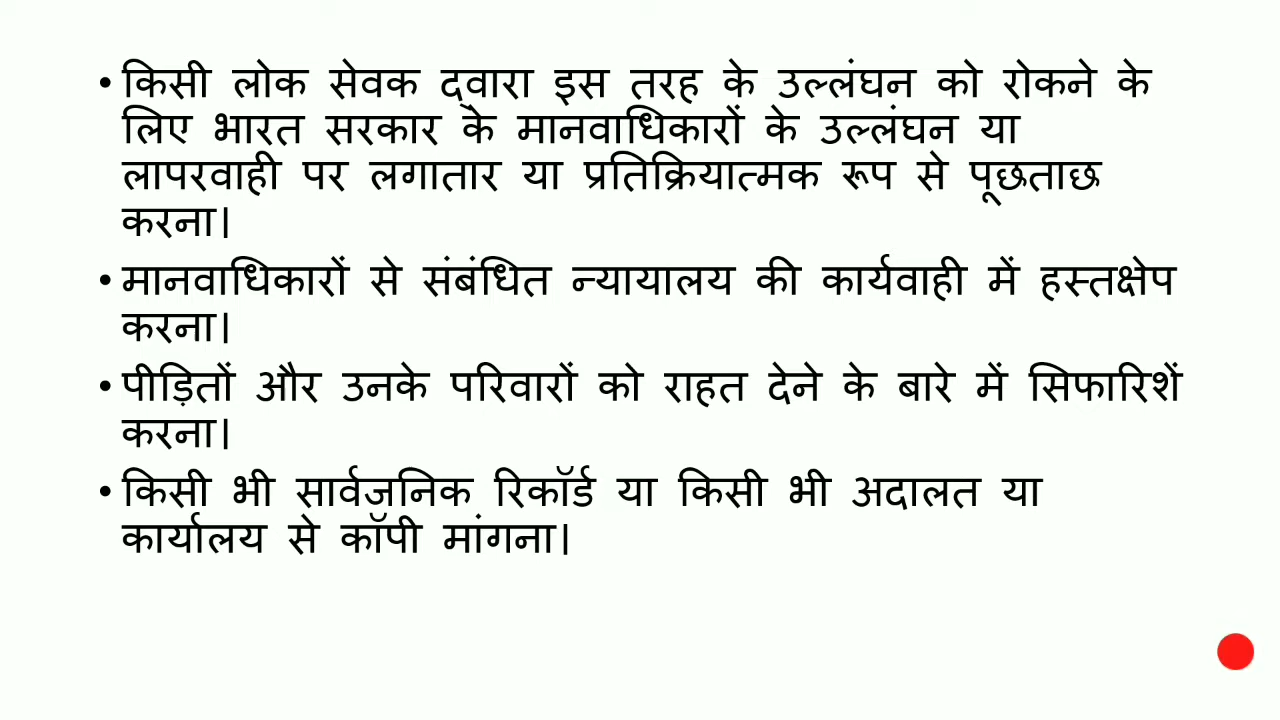 • किसी लोक सेवक द्वारा इस तरह के उल्लंघन को रोकने के
लिए भारत सरकार के मानवाधिकारों के उल्लंघन या
लापरवाही पर लगातार या प्रतिक्रियात्मक रूप से पूछताछ
करना।
• मानवाधिकारों से संबंधित न्यायालय की कार्यवाही में हस्तक्षेप
करना।
• पीड़ितों और उनके परिवारों को राहत देने के बारे में सिफारिशें
करना।
• किसी भी सार्वजनिक रिकॉर्ड या किसी भी अदालत या
कार्यालय से कॉपी मांगना।